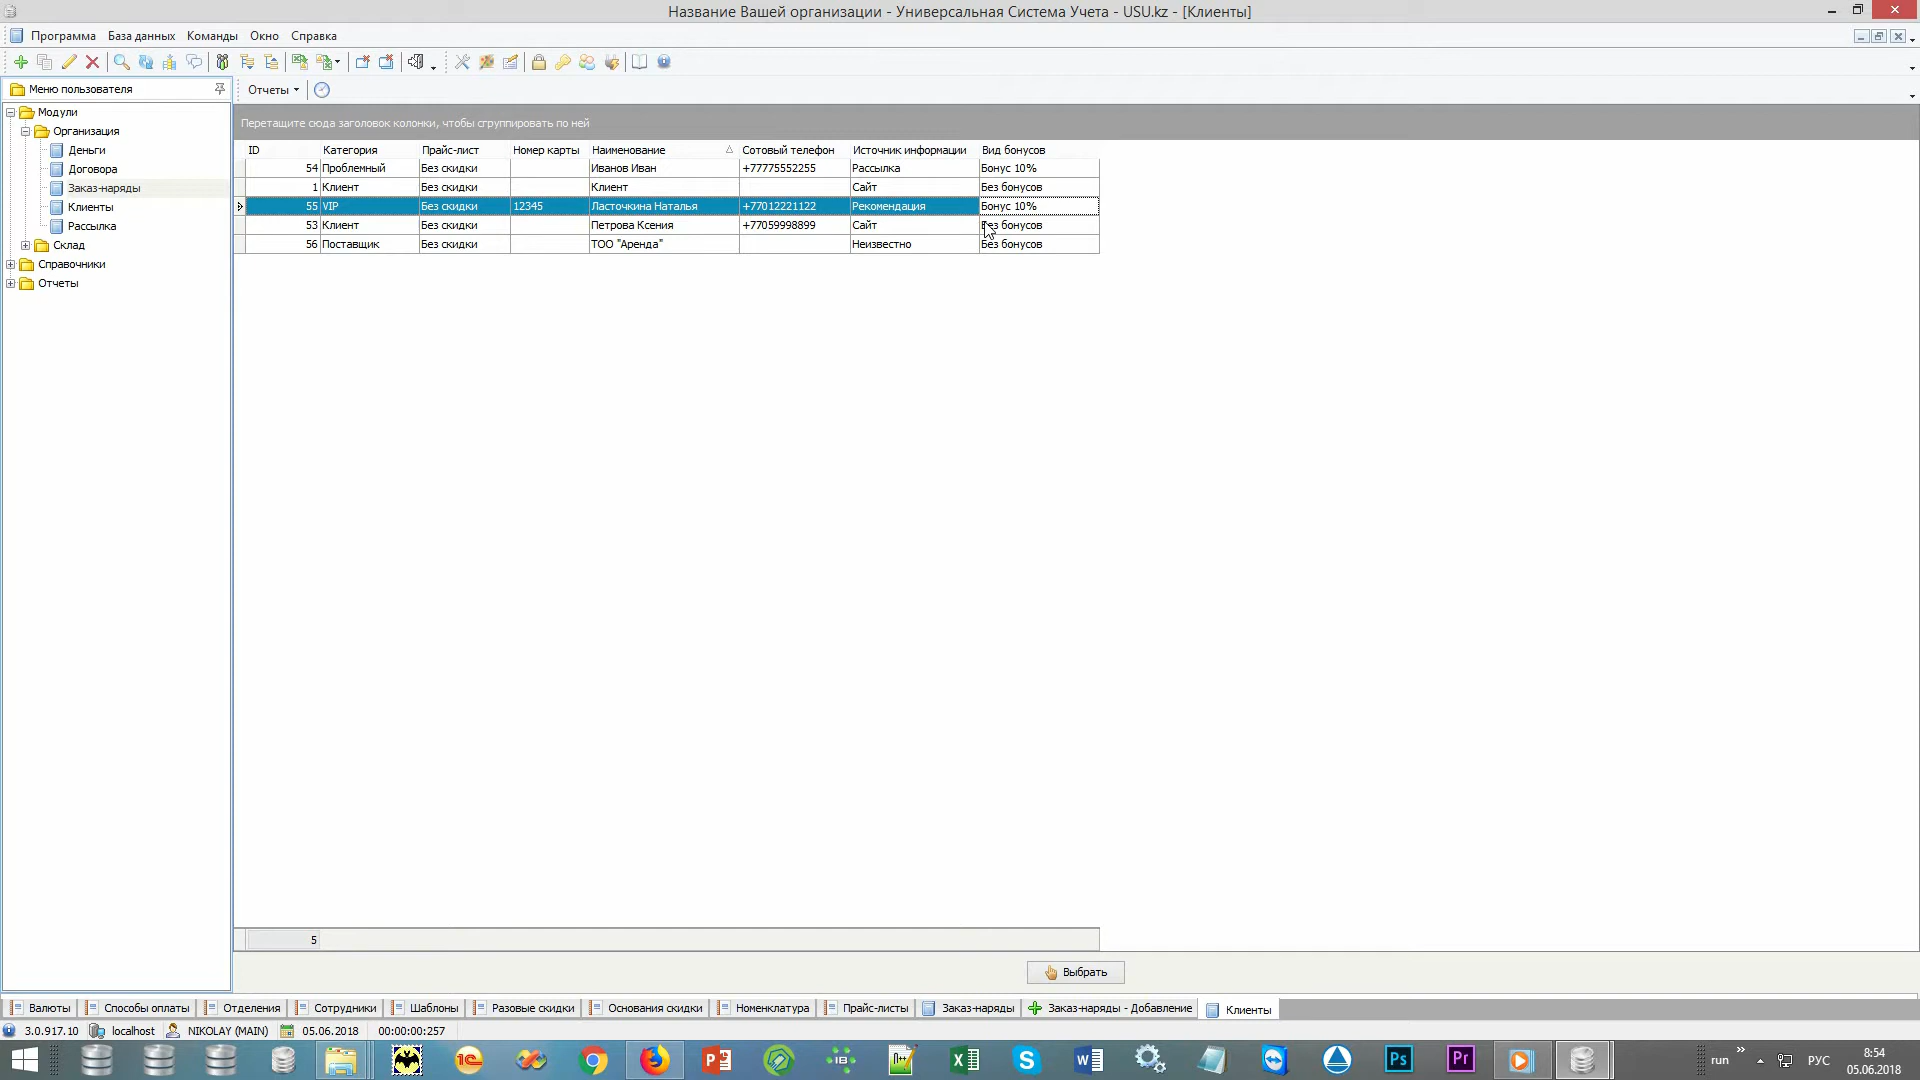 Название Вашей организации - Универсальная Система Учета - USU.kz - [Клиенты]
Программа База данных Команды Окно Справка
Меню пользователя
Отчеты
Модули
Организация
Деньги
Договора
Заказ-наряды
Клиенты
Рассылка
Склад
Справочники
Отчеты
Перетащите сюда заголовок колонки, чтобы сгруппировать по ней
ID Категория Прайс-лист Номер карты Наименование Сотовый телефон Источник информации Вид бонусов
54 Проблемный Без скидки Иванов Иван +77775552255 Рассылка Бонус 10%
1 Клиент Без скидки Клиент Сайт Без бонусов
55 VIP Без скидки 12345 Ласточкина Наталья +77012221122 Рекомендация Бонус 10%
53 Клиент Без скидки Петрова Ксения +77059998899 Сайт Без бонусов
56 Поставщик Без скидки ТОО "Аренда" Неизвестно Без бонусов
5
Выбрать
Валюты Способы оплаты Отделения Сотрудники Шаблоны Разовые скидки Основания скидки Номенклатура Прайс-листы Заказ-наряды Заказ-наряды - Добавление Клиенты
3.0.917.10 localhost NIKOLAY (MAIN) 05.06.2018 00:00:00:257
run РУС 8:54
05.06.2018